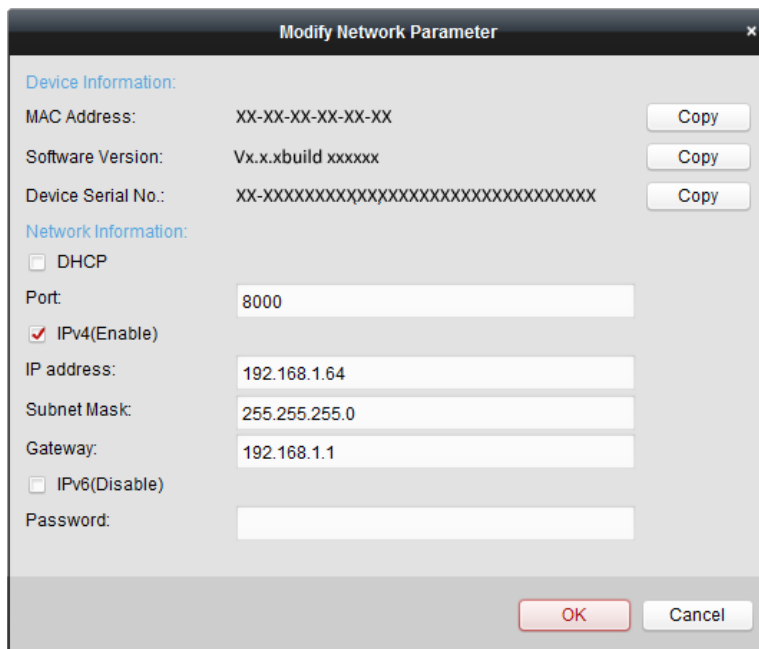 Modify Network Parameter ×
Device Information:
MAC Address: XX-XX-XX-XX-XX-XX Copy
Software Version: Vx.x.xbuild xxxxxx Copy
Device Serial No.: XX-XXXXXXXXXXXXXXXXXXXXXXXXXXXXXXXX Copy
Network Information:
DHCP
Port: 8000
IPv4(Enable)
IP address: 192.168.1.64
Subnet Mask: 255.255.255.0
Gateway: 192.168.1.1
IPv6(Disable)
Password:
OK Cancel